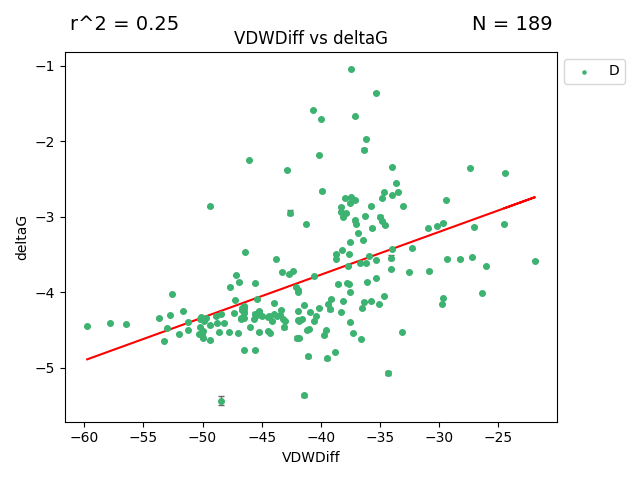 r^2 = 0.25 N = 189
VDWDiff vs deltaG
D
−1
−2
−3
−4
−5
deltaG
−60 −55 −50 −45 −40 −35 −30 −25
VDWDiff